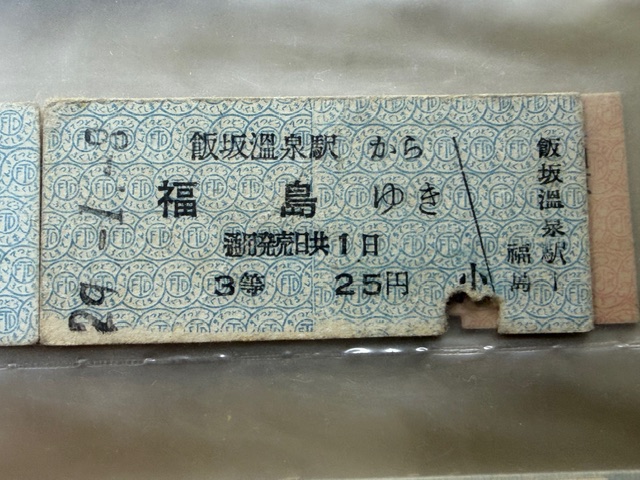 飯坂温泉駅 から
福島 ゆき
通用発売日共1日
3等 25円
小
飯坂温泉駅
福島
29.-1.-3